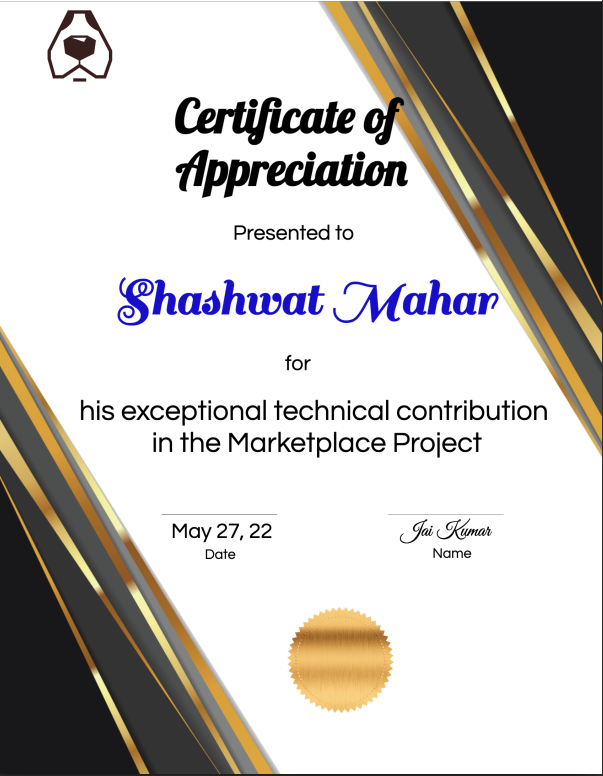 Certificate of
Appreciation
Presented to
Shashwat Mahar
for
his exceptional technical contribution
in the Marketplace Project
May 27, 22
Date
Jai Kumar
Name